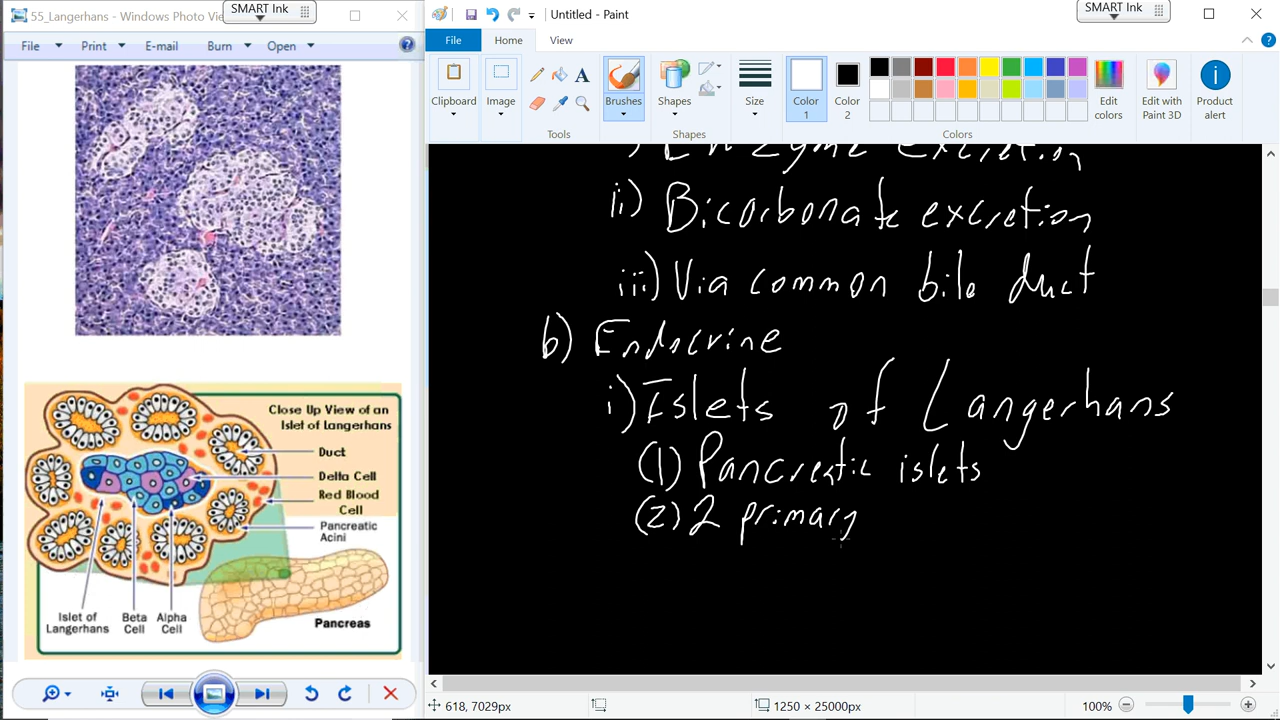 55_Langerhans - Windows Photo Vie
SMART Ink
File Print E-mail Burn Open
Close Up View of an
Islet of Langerhans
Duct
Delta Cell
Red Blood
Cell
Pancreatic
Acini
Islet of
Langerhans
Beta
Cell
Alpha
Cell
Pancreas
Untitled - Paint
SMART Ink
File Home View
Clipboard
Image
Tools
Brushes
Shapes
Shapes
Size
Color
1
Color
2
Edit
colors
Colors
Edit with
Paint 3D
Product
alert
i) Enzyme excretion
ii) Bicorbonate excretion
iii) Via common bile duct
b) Endocrine
i) Islets of Langerhans
(1) Pancreatic islets
(2) 2 primary
618, 7029px
1250 × 25000px
100%